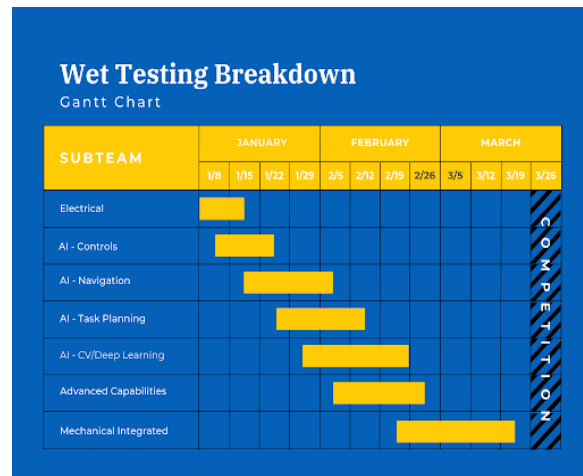 Wet Testing Breakdown
Gantt Chart
SUBTEAM
JANUARY FEBRUARY MARCH
1/8 1/15 1/22 1/29 2/5 2/12 2/19 2/26 3/5 3/12 3/19 3/26
Electrical
AI - Controls
AI - Navigation
AI - Task Planning
AI - CV/Deep Learning
Advanced Capabilities
Mechanical Integrated
COMPETITION